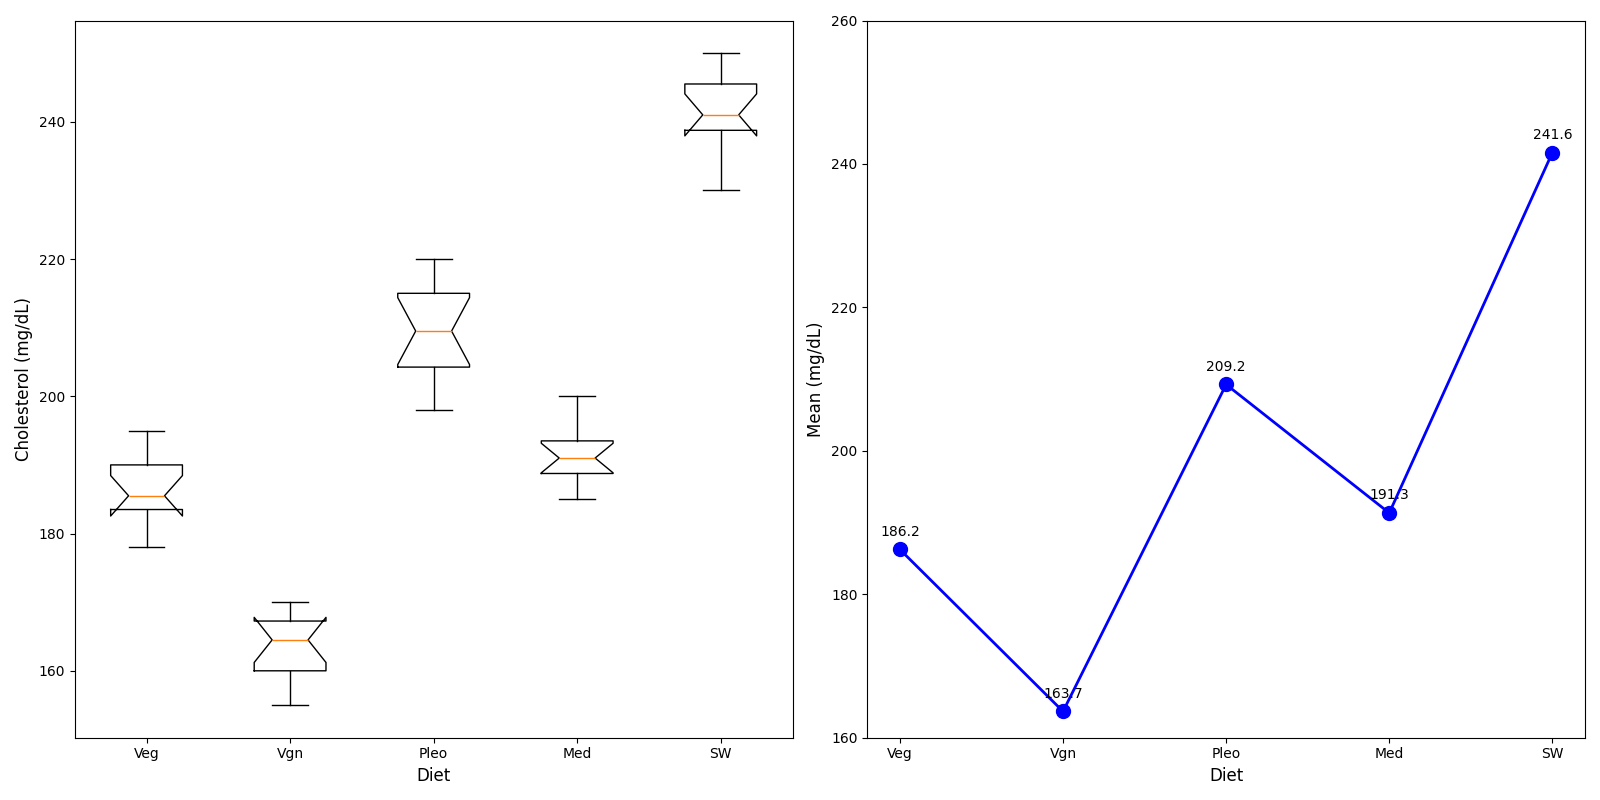 Cholesterol (mg/dL)
240
220
200
180
160
Veg Vgn Pleo Med SW
Diet
Mean (mg/dL)
260
240
220
200
180
160
186.2
163.7
209.2
191.3
241.6
Veg Vgn Pleo Med SW
Diet